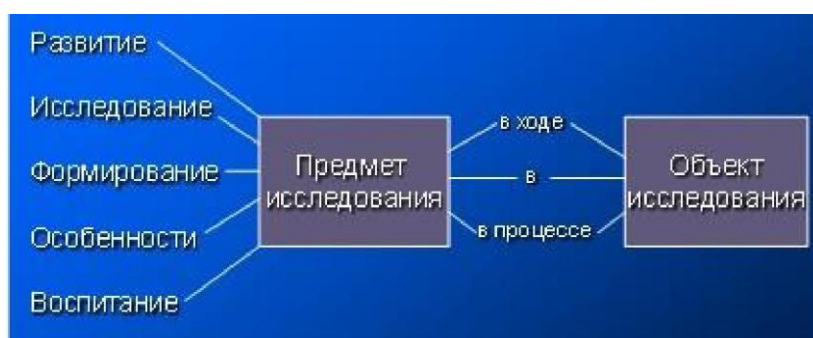 Развитие
Исследование
Формирование
Особенности
Воспитание
Предмет
исследования
в ходе
в
в процессе
Объект
исследования